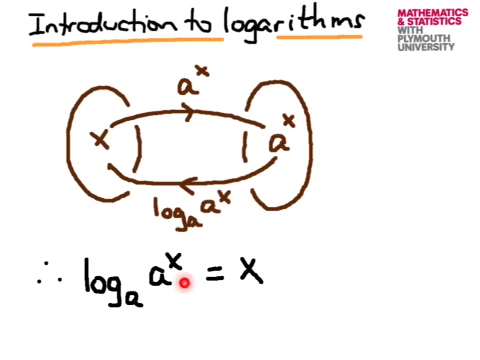 Introduction to logarithms
MATHEMATICS
& STATISTICS
WITH
PLYMOUTH
UNIVERSITY
aˣ
x aˣ
logₐ aˣ
∴ logₐ aˣ = x